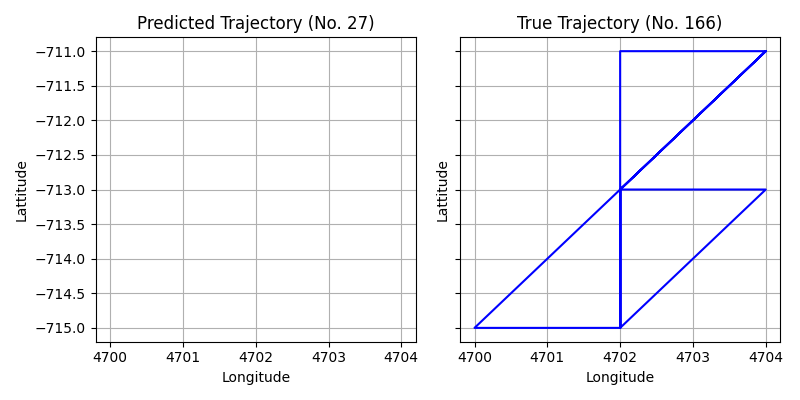 Predicted Trajectory (No. 27)
True Trajectory (No. 166)
−711.0
−711.5
−712.0
−712.5
−713.0
−713.5
−714.0
−714.5
−715.0
Lattitude
Lattitude
4700 4701 4702 4703 4704
4700 4701 4702 4703 4704
Longitude
Longitude